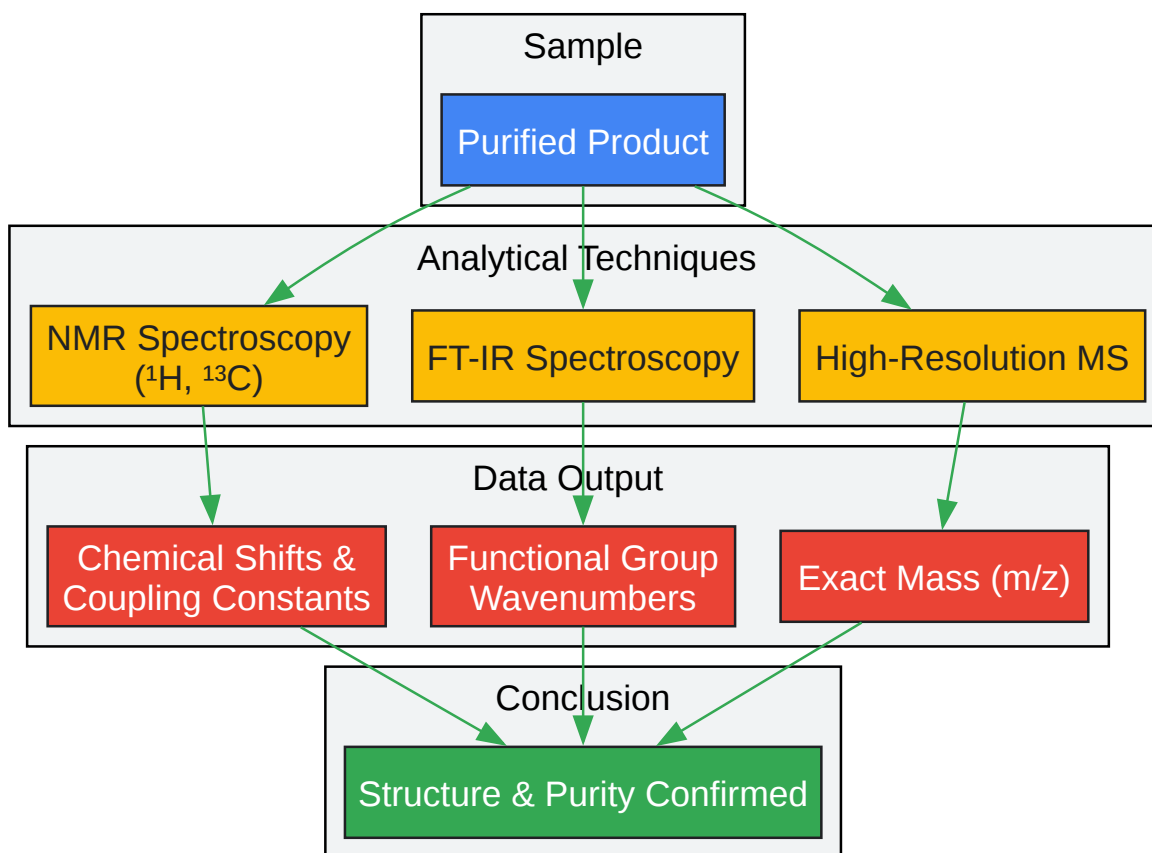 Sample
Purified Product
Analytical Techniques
NMR Spectroscopy
(¹H, ¹³C)
FT-IR Spectroscopy
High-Resolution MS
Data Output
Chemical Shifts &
Coupling Constants
Functional Group
Wavenumbers
Exact Mass (m/z)
Conclusion
Structure & Purity Confirmed